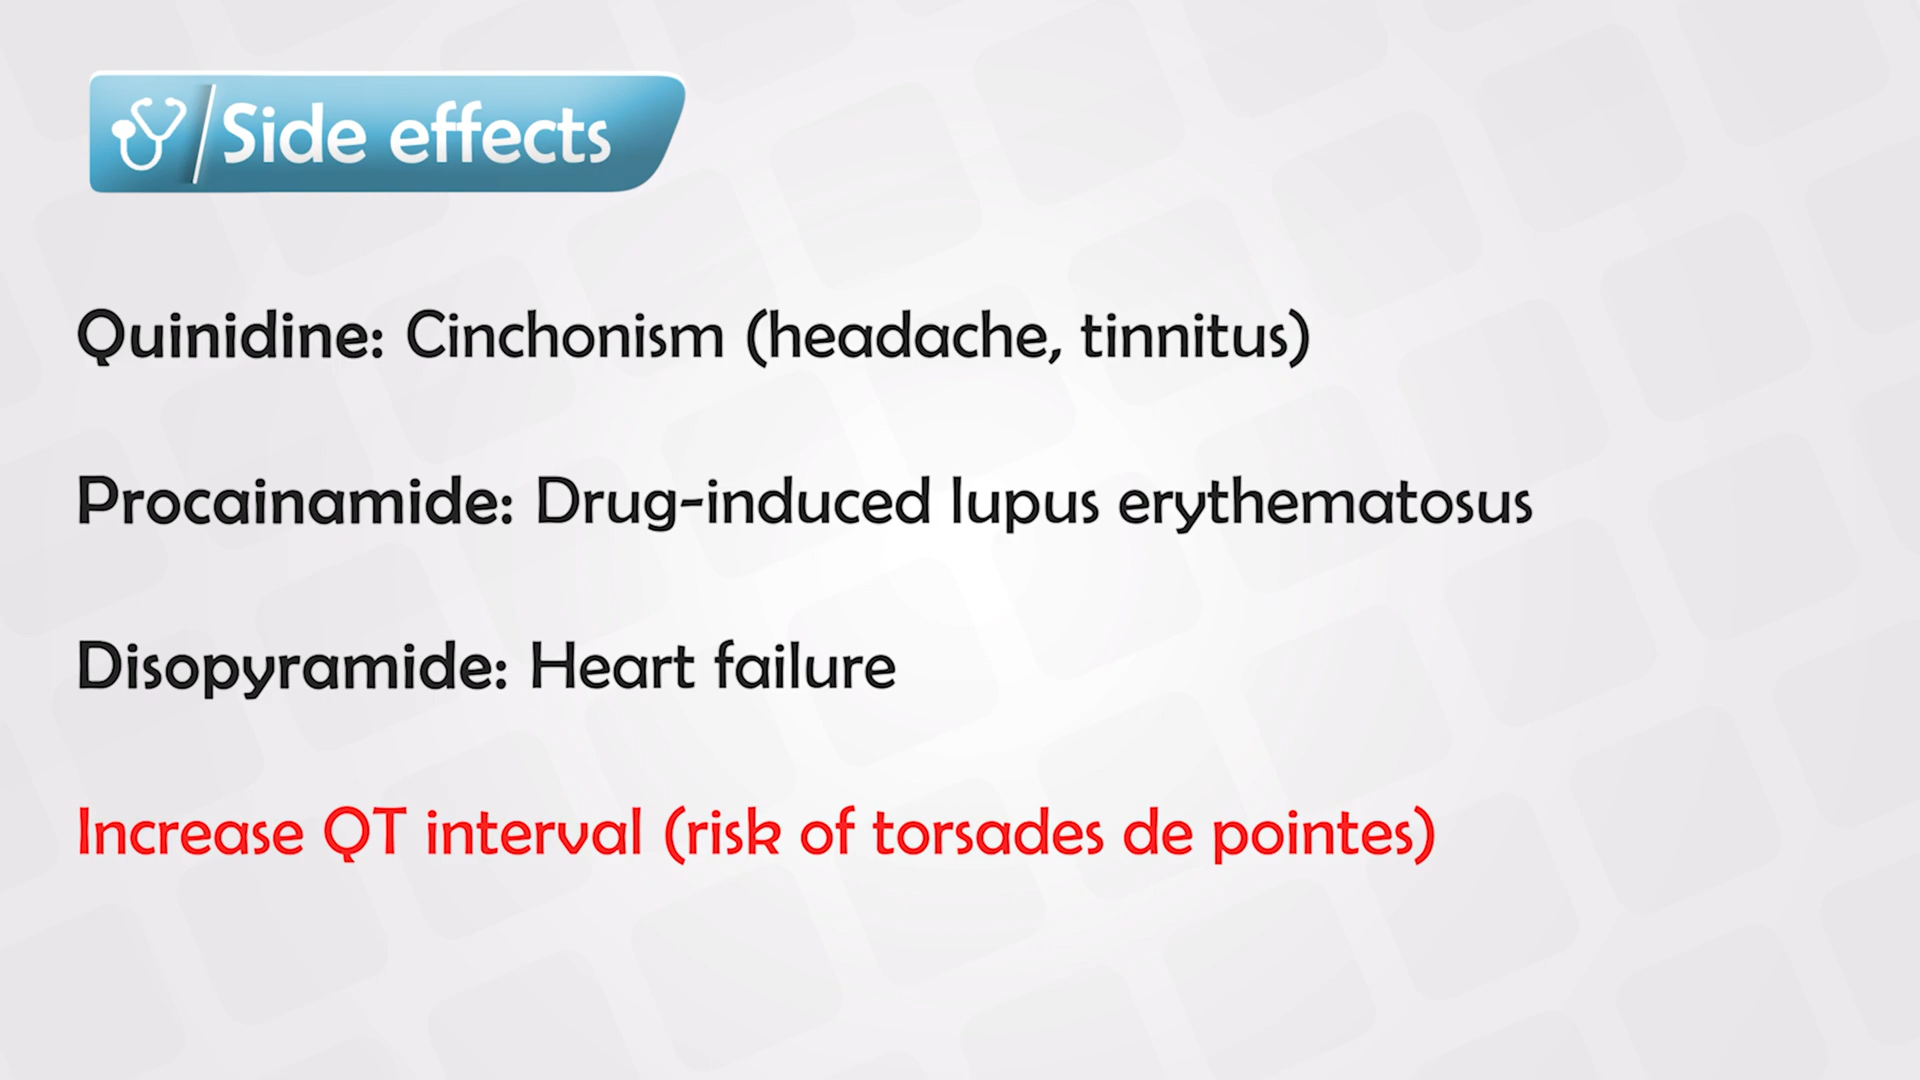 Side effects
Quinidine: Cinchonism (headache, tinnitus)
Procainamide: Drug-induced lupus erythematosus
Disopyramide: Heart failure
Increase QT interval (risk of torsades de pointes)